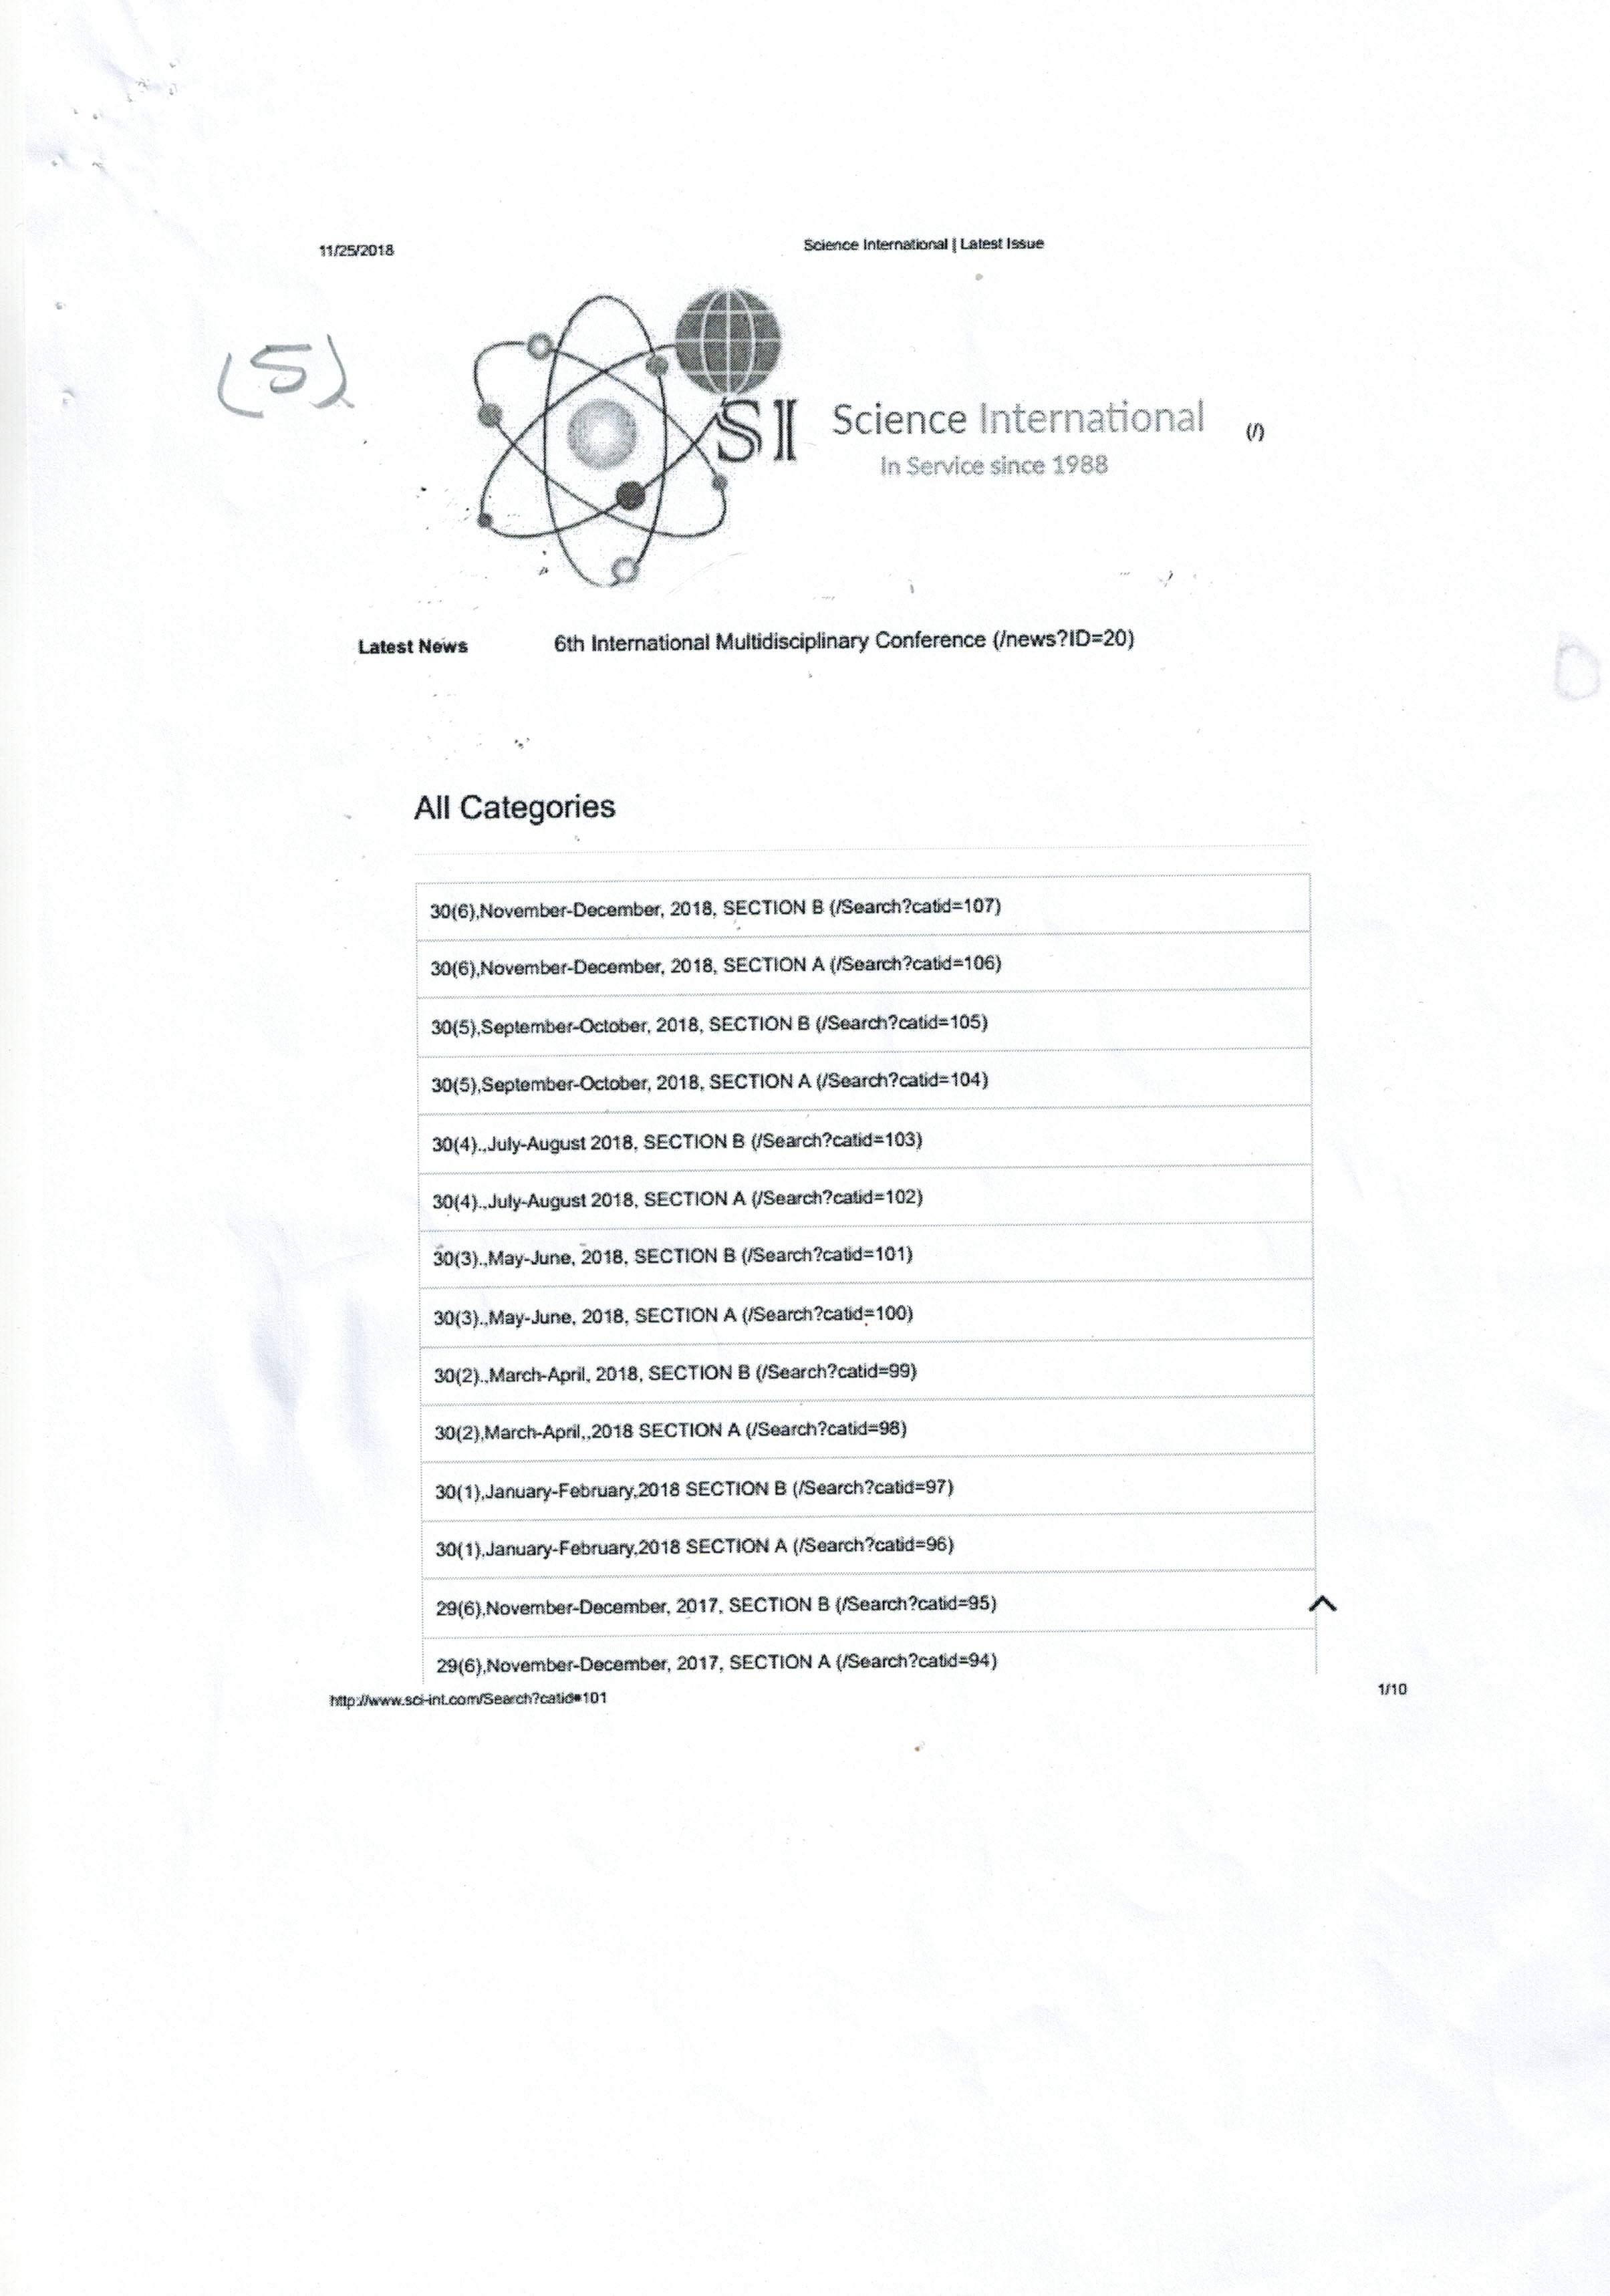 11/25/2018
Science International | Latest Issue
(5)
SI Science International (/)
In Service since 1988
Latest News 6th International Multidisciplinary Conference (/news?ID=20)
All Categories
30(6),November-December, 2018, SECTION B (/Search?catid=107)
30(6),November-December, 2018, SECTION A (/Search?catid=106)
30(5),September-October, 2018, SECTION B (/Search?catid=105)
30(5),September-October, 2018, SECTION A (/Search?catid=104)
30(4).,July-August 2018, SECTION B (/Search?catid=103)
30(4).,July-August 2018, SECTION A (/Search?catid=102)
30(3).,May-June, 2018, SECTION B (/Search?catid=101)
30(3).,May-June, 2018, SECTION A (/Search?catid=100)
30(2).,March-April, 2018, SECTION B (/Search?catid=99)
30(2),March-April,,2018 SECTION A (/Search?catid=98)
30(1),January-February,2018 SECTION B (/Search?catid=97)
30(1),January-February,2018 SECTION A (/Search?catid=96)
29(6),November-December, 2017, SECTION B (/Search?catid=95)
29(6),November-December, 2017, SECTION A (/Search?catid=94)
http://www.sci-int.com/Search?catid=101
1/10